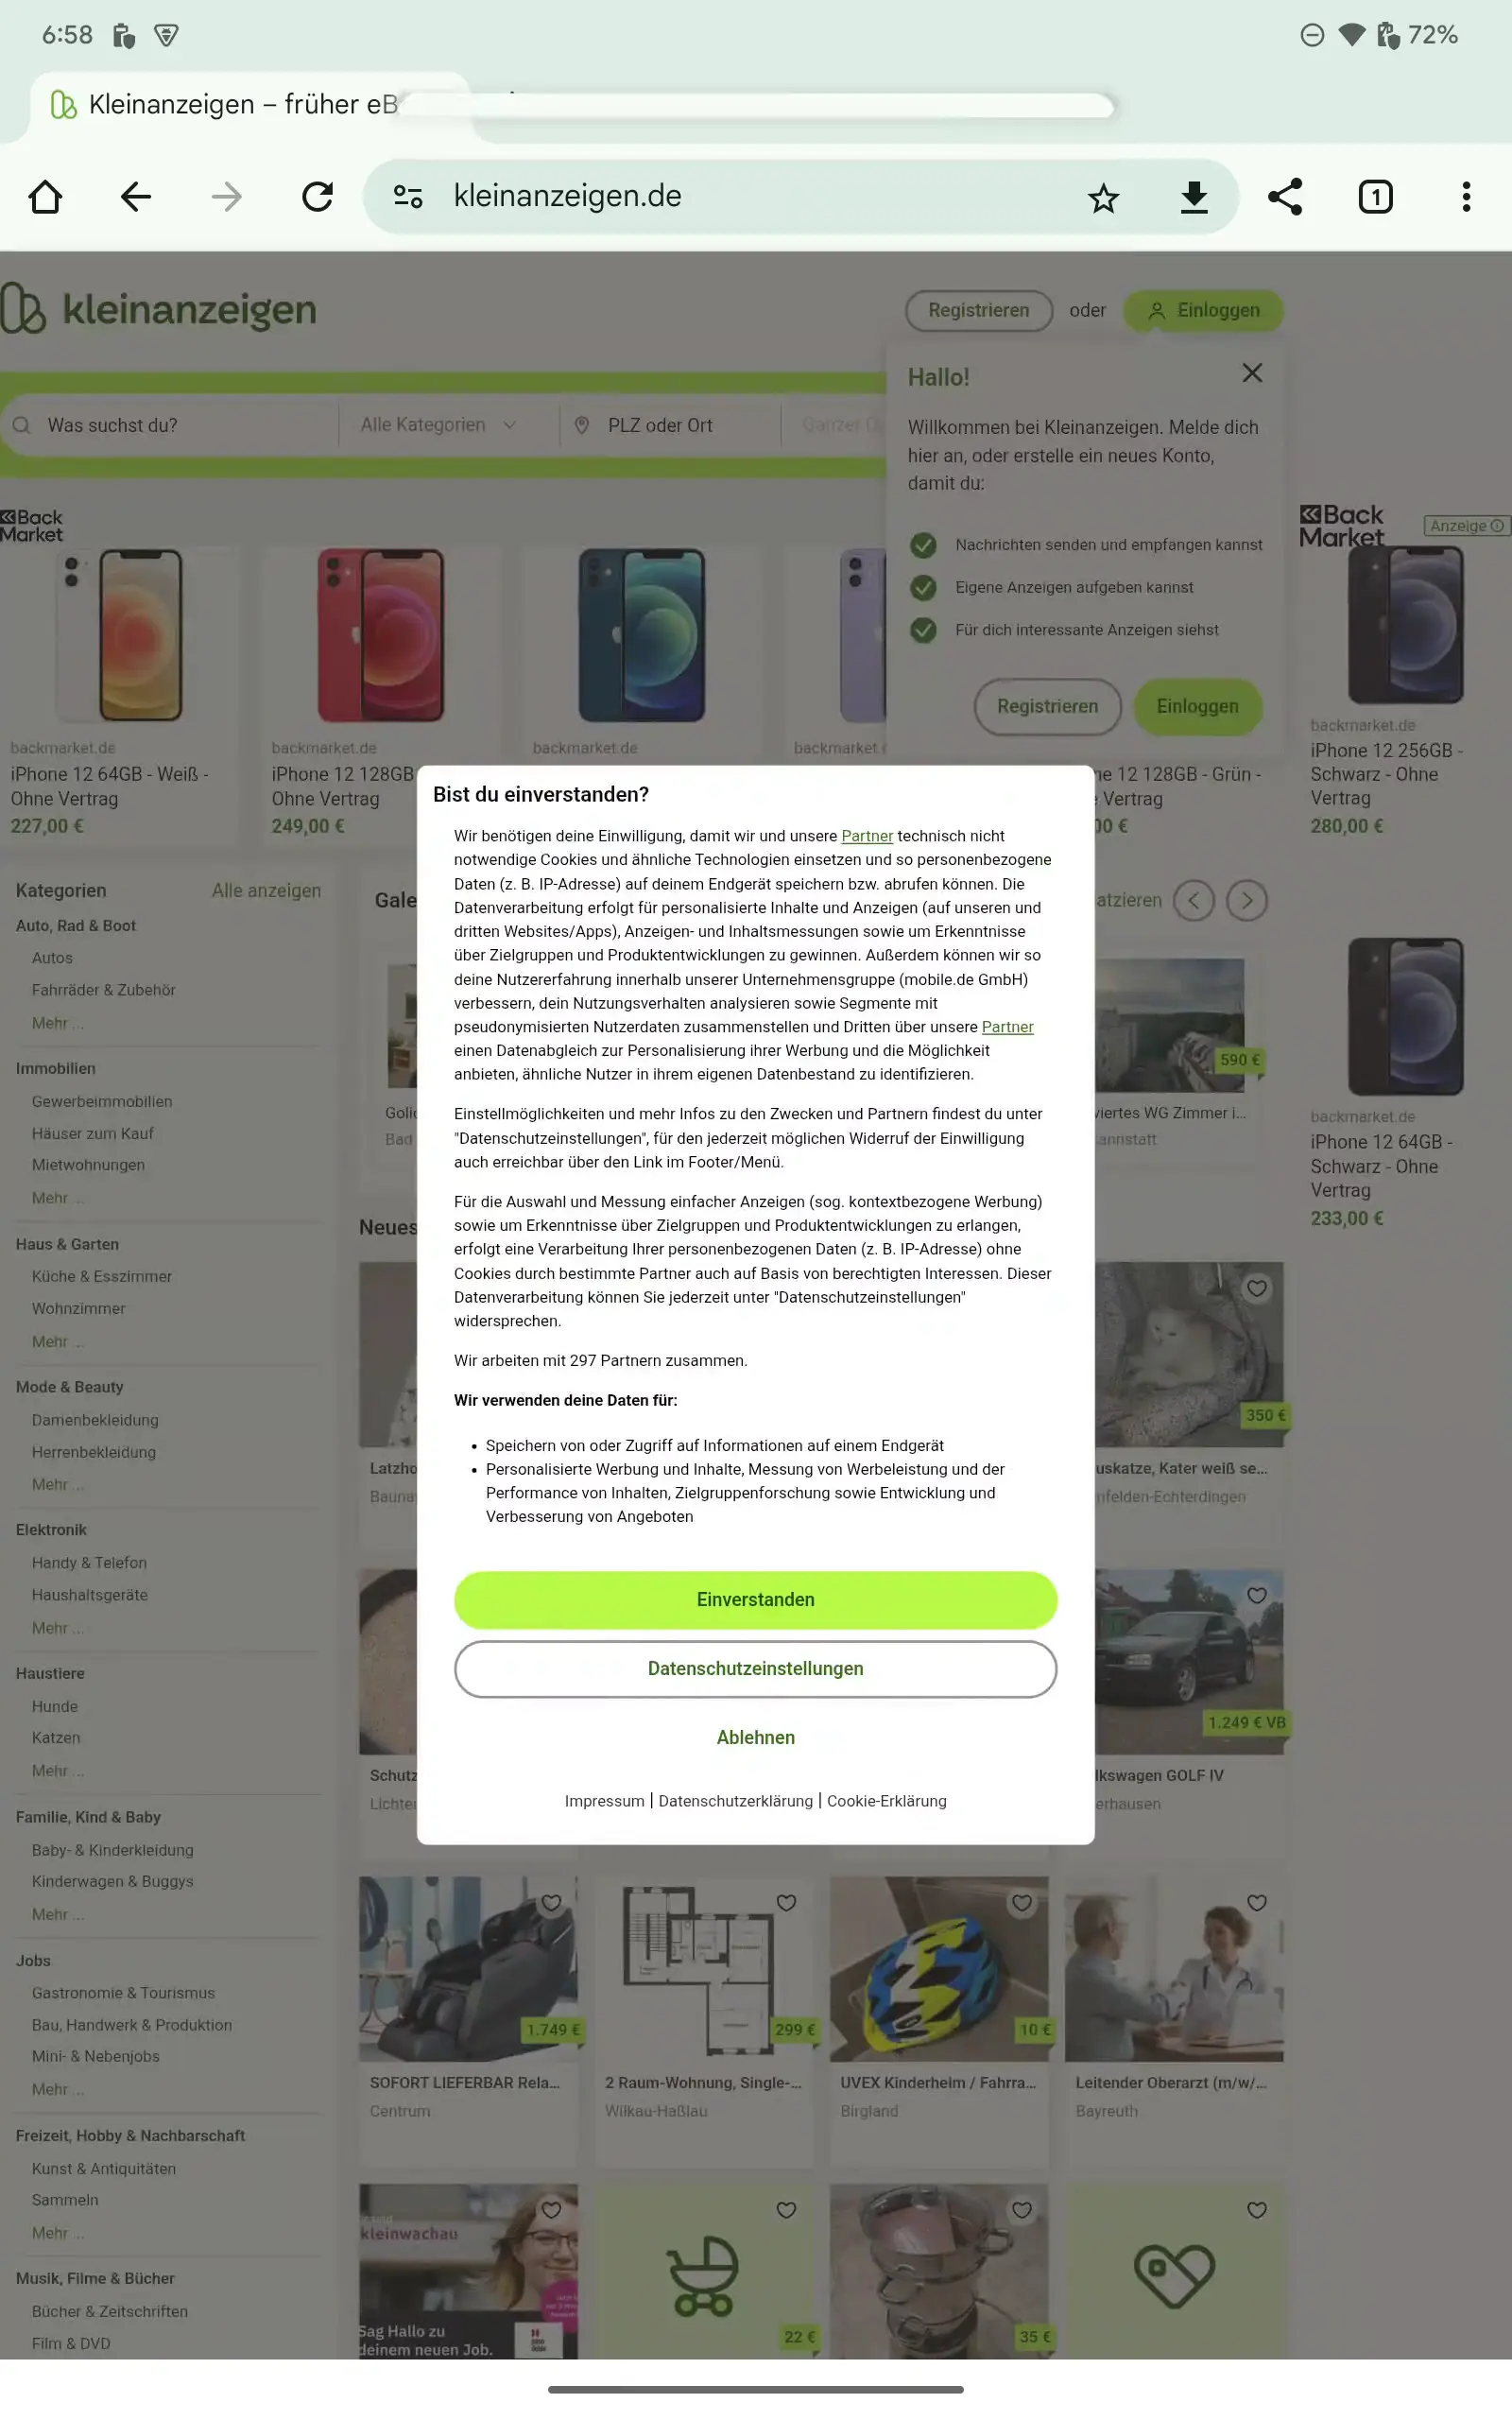 6:58
72%
Kleinanzeigen – früher eB
kleinanzeigen.de
1
kleinanzeigen
Registrieren oder Einloggen
Hallo!
Willkommen bei Kleinanzeigen. Melde dich
hier an, oder erstelle ein neues Konto,
damit du:
Nachrichten senden und empfangen kannst
Eigene Anzeigen aufgeben kannst
Für dich interessante Anzeigen siehst
Registrieren Einloggen
Was suchst du? Alle Kategorien PLZ oder Ort Ganzer
Back
Market
backmarket.de
iPhone 12 64GB - Weiß -
Ohne Vertrag
227,00 €
backmarket.de
iPhone 12 128GB
Ohne Vertrag
249,00 €
backmarket.de
backmarket.
ne 12 128GB - Grün -
Vertrag
00 €
Back
Market
Anzeige
backmarket.de
iPhone 12 256GB -
Schwarz - Ohne
Vertrag
280,00 €
backmarket.de
iPhone 12 64GB -
Schwarz - Ohne
Vertrag
233,00 €
Bist du einverstanden?
Wir benötigen deine Einwilligung, damit wir und unsere Partner technisch nicht
notwendige Cookies und ähnliche Technologien einsetzen und so personenbezogene
Daten (z. B. IP-Adresse) auf deinem Endgerät speichern bzw. abrufen können. Die
Datenverarbeitung erfolgt für personalisierte Inhalte und Anzeigen (auf unseren und
dritten Websites/Apps), Anzeigen- und Inhaltsmessungen sowie um Erkenntnisse
über Zielgruppen und Produktentwicklungen zu gewinnen. Außerdem können wir so
deine Nutzererfahrung innerhalb unserer Unternehmensgruppe (mobile.de GmbH)
verbessern, dein Nutzungsverhalten analysieren sowie Segmente mit
pseudonymisierten Nutzerdaten zusammenstellen und Dritten über unsere Partner
einen Datenabgleich zur Personalisierung ihrer Werbung und die Möglichkeit
anbieten, ähnliche Nutzer in ihrem eigenen Datenbestand zu identifizieren.
Einstellmöglichkeiten und mehr Infos zu den Zwecken und Partnern findest du unter
"Datenschutzeinstellungen", für den jederzeit möglichen Widerruf der Einwilligung
auch erreichbar über den Link im Footer/Menü.
Für die Auswahl und Messung einfacher Anzeigen (sog. kontextbezogene Werbung)
sowie um Erkenntnisse über Zielgruppen und Produktentwicklungen zu erlangen,
erfolgt eine Verarbeitung Ihrer personenbezogenen Daten (z. B. IP-Adresse) ohne
Cookies durch bestimmte Partner auch auf Basis von berechtigten Interessen. Dieser
Datenverarbeitung können Sie jederzeit unter "Datenschutzeinstellungen"
widersprechen.
Wir arbeiten mit 297 Partnern zusammen.
Wir verwenden deine Daten für:
Speichern von oder Zugriff auf Informationen auf einem Endgerät
Personalisierte Werbung und Inhalte, Messung von Werbeleistung und der
Performance von Inhalten, Zielgruppenforschung sowie Entwicklung und
Verbesserung von Angeboten
Einverstanden
Datenschutzeinstellungen
Ablehnen
Impressum | Datenschutzerklärung | Cookie-Erklärung
Kategorien Alle anzeigen
Auto, Rad & Boot
Autos
Fahrräder & Zubehör
Mehr ...
Immobilien
Gewerbeimmobilien
Häuser zum Kauf
Mietwohnungen
Mehr ...
Haus & Garten
Küche & Esszimmer
Wohnzimmer
Mehr ...
Mode & Beauty
Damenbekleidung
Herrenbekleidung
Mehr ...
Elektronik
Handy & Telefon
Haushaltsgeräte
Mehr ...
Haustiere
Hunde
Katzen
Mehr ...
Familie, Kind & Baby
Baby- & Kinderkleidung
Kinderwagen & Buggys
Mehr ...
Jobs
Gastronomie & Tourismus
Bau, Handwerk & Produktion
Mini- & Nebenjobs
Mehr ...
Freizeit, Hobby & Nachbarschaft
Kunst & Antiquitäten
Sammeln
Mehr ...
Musik, Filme & Bücher
Bücher & Zeitschriften
Film & DVD
Gale
atzieren
Golde
Bad
590 €
viertes WG Zimmer i...
annstatt
Neues
Latzho
Bauna
350 €
uskatze, Kater weiß se...
nfelden-Echterdingen
Schutz
Lichte
1.249 € VB
lkswagen GOLF IV
erhausen
1.749 €
SOFORT LIEFERBAR Rela...
Centrum
299 €
2 Raum-Wohnung, Single-...
Wilkau-Haßlau
10 €
UVEX Kinderheim / Fahrra...
Birgland
Leitender Oberarzt (m/w/...
Bayreuth
kleinwachau
Sag Hallo zu
deinem neuen Job.
22 €
35 €